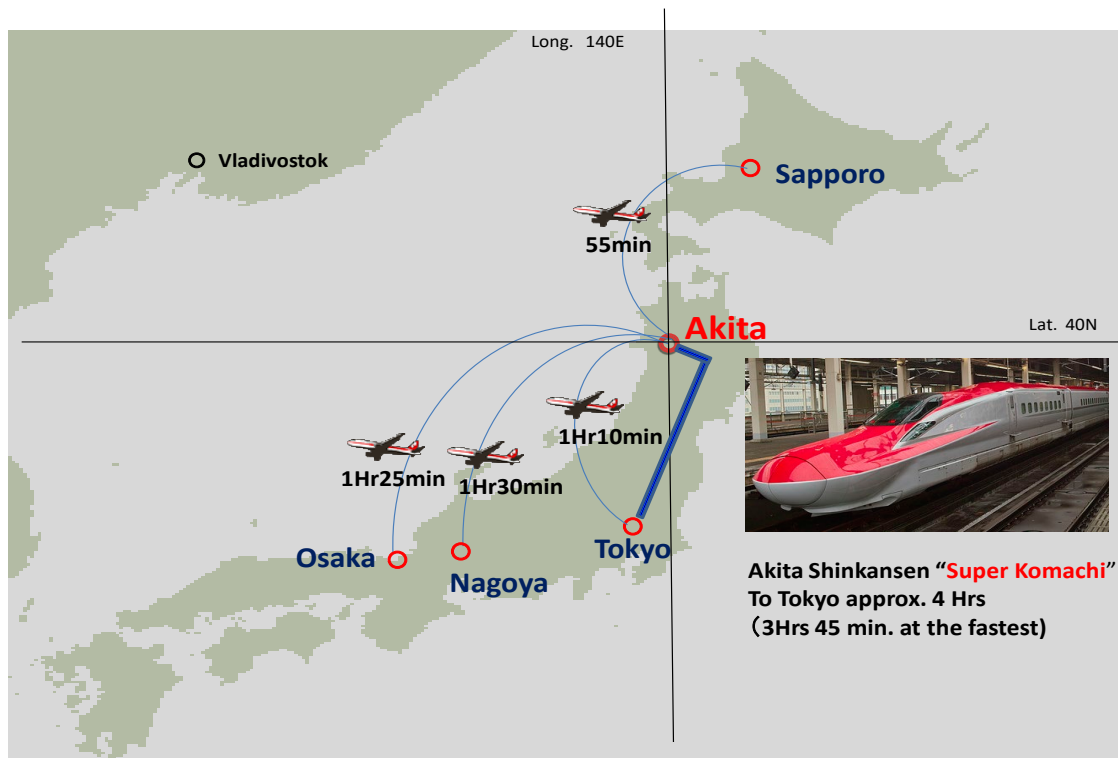 Long. 140E
Vladivostok
Sapporo
55min
Akita
Lat. 40N
1Hr10min
1Hr25min
1Hr30min
Osaka
Nagoya
Tokyo
Akita Shinkansen “Super Komachi”
To Tokyo approx. 4 Hrs
（3Hrs 45 min. at the fastest)